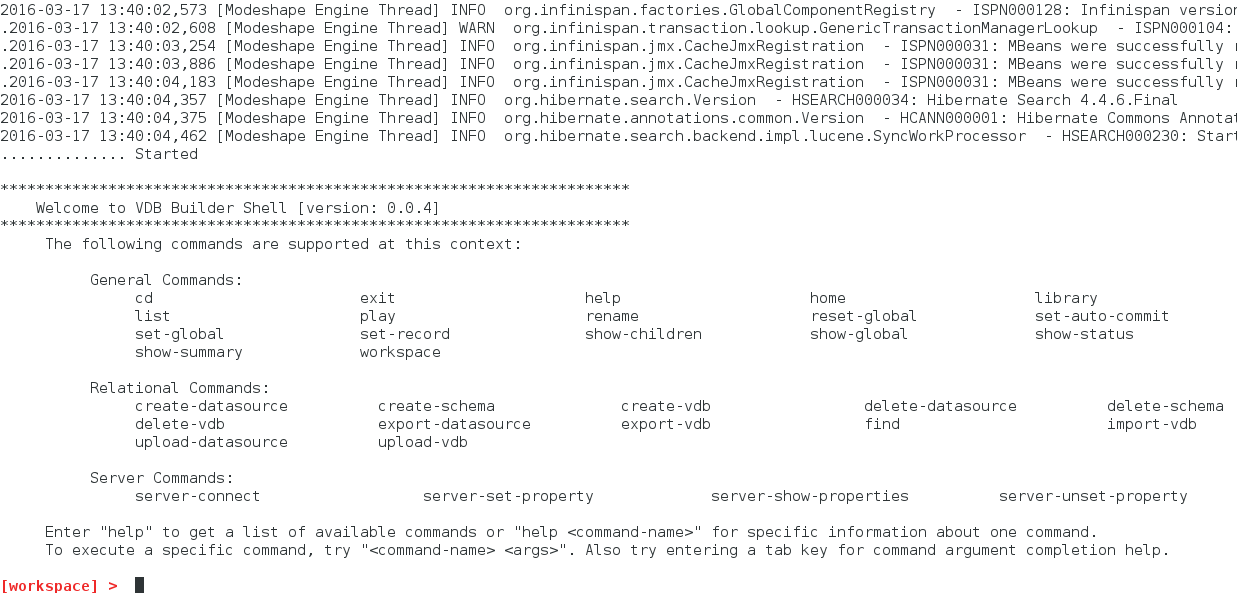 2016-03-17 13:40:02,573 [Modeshape Engine Thread] INFO  org.infinispan.factories.GlobalComponentRegistry  - ISPN000128: Infinispan version
.2016-03-17 13:40:02,608 [Modeshape Engine Thread] WARN  org.infinispan.transaction.lookup.GenericTransactionManagerLookup  - ISPN000104:
.2016-03-17 13:40:03,254 [Modeshape Engine Thread] INFO  org.infinispan.jmx.CacheJmxRegistration  - ISPN000031: MBeans were successfully
.2016-03-17 13:40:03,886 [Modeshape Engine Thread] INFO  org.infinispan.jmx.CacheJmxRegistration  - ISPN000031: MBeans were successfully
.2016-03-17 13:40:04,183 [Modeshape Engine Thread] INFO  org.infinispan.jmx.CacheJmxRegistration  - ISPN000031: MBeans were successfully
2016-03-17 13:40:04,357 [Modeshape Engine Thread] INFO  org.hibernate.search.Version  - HSEARCH000034: Hibernate Search 4.4.6.Final
2016-03-17 13:40:04,375 [Modeshape Engine Thread] INFO  org.hibernate.annotations.common.Version  - HCANN000001: Hibernate Commons Annotat
2016-03-17 13:40:04,462 [Modeshape Engine Thread] INFO  org.hibernate.search.backend.impl.lucene.SyncWorkProcessor  - HSEARCH000230: Start
.............. Started
**********************************************************************
Welcome to VDB Builder Shell [version: 0.0.4]
**********************************************************************
The following commands are supported at this context:
General Commands:
cd exit help home library
list play rename reset-global set-auto-commit
set-global set-record show-children show-global show-status
show-summary workspace
Relational Commands:
create-datasource create-schema create-vdb delete-datasource delete-schema
delete-vdb export-datasource export-vdb find import-vdb
upload-datasource upload-vdb
Server Commands:
server-connect server-set-property server-show-properties server-unset-property
Enter "help" to get a list of available commands or "help <command-name>" for specific information about one command.
To execute a specific command, try "<command-name> <args>". Also try entering a tab key for command argument completion help.
[workspace] >